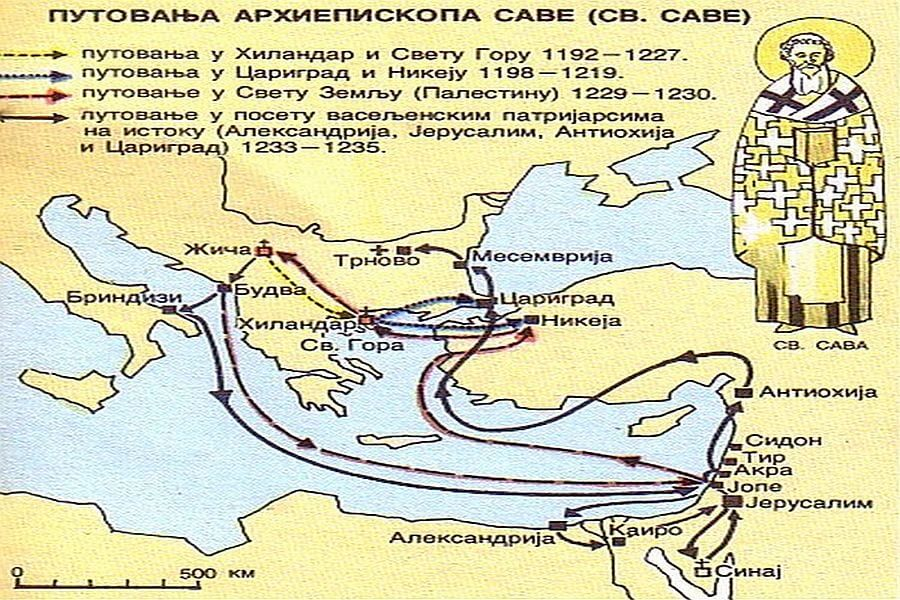 ПУТОВАЊА АРХИЕПИСКОПА САВЕ (СВ. САВЕ)
путовања у Хиландар и Свету Гору 1192—1227.
путовања у Цариград и Никеју 1198—1219.
путовање у Свету Земљу (Палестину) 1229—1230.
путовање у посету васељенским патријарсима
на истоку (Александрија, Јерусалим, Антиохија
и Цариград) 1233—1235.
СВ. САВА
Жича
Трново
Месемврија
Бриндизи
Будва
Цариград
Хиландар
Никеја
Св. Гора
Антиохија
Сидон
Тир
Акра
Јопе
Јерусалим
Александрија
Каиро
Синај
0 500 км